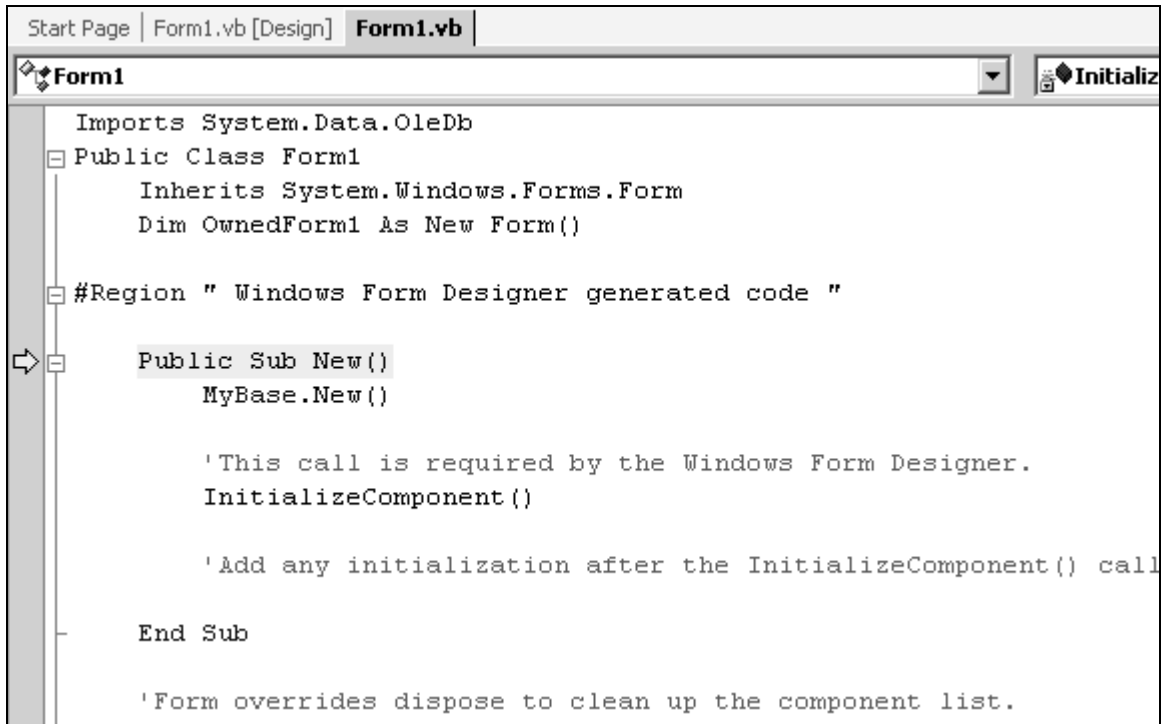 Start Page | Form1.vb [Design] Form1.vb
Form1 Initializ
Imports System.Data.OleDb
Public Class Form1
Inherits System.Windows.Forms.Form
Dim OwnedForm1 As New Form()
#Region " Windows Form Designer generated code "
Public Sub New()
MyBase.New()
'This call is required by the Windows Form Designer.
InitializeComponent()
'Add any initialization after the InitializeComponent() call
End Sub
'Form overrides dispose to clean up the component list.